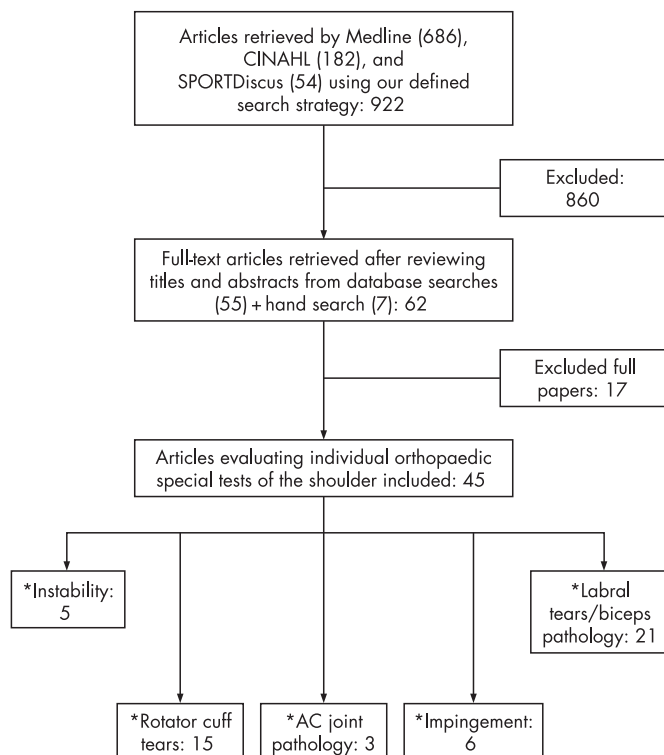 Articles retrieved by Medline (686),
CINAHL (182), and
SPORTDiscus (54) using our defined
search strategy: 922
Excluded:
860
Full-text articles retrieved after reviewing
titles and abstracts from database searches
(55) + hand search (7): 62
Excluded full
papers: 17
Articles evaluating individual orthopaedic
special tests of the shoulder included: 45
*Instability:
5
*Labral
tears/biceps
pathology: 21
*Rotator cuff
tears: 15
*AC joint
pathology: 3
*Impingement:
6